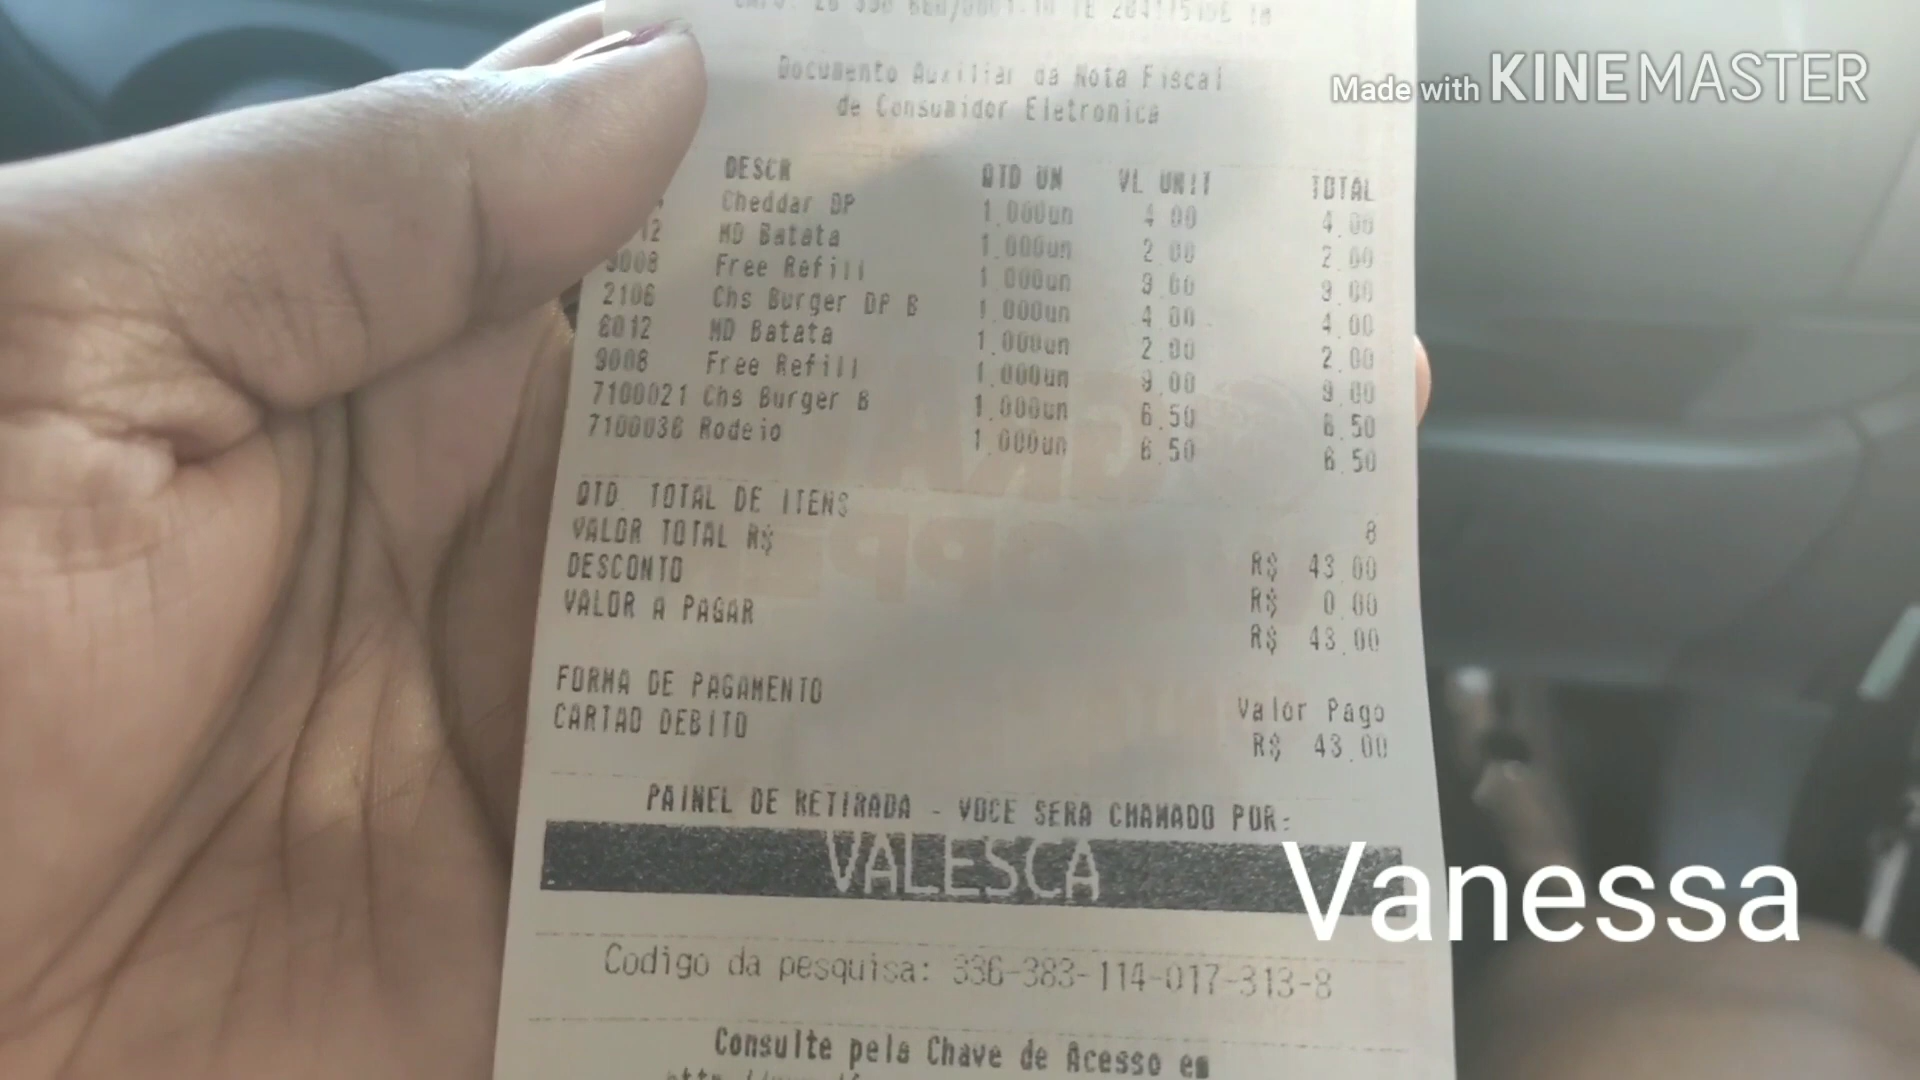 Made with KINEMASTER
Documento Auxiliar da Nota Fiscal
de Consumidor Eletronica
DESCR QTD UN VL UNIT TOTAL
Cheddar DP 1.000un 4.00 4.00
12 MD Batata 1.000un 2.00 2.00
9008 Free Refill 1.000un 9.00 9.00
2106 Chs Burger DP B 1.000un 4.00 4.00
6012 MD Batata 1.000un 2.00 2.00
9008 Free Refill 1.000un 9.00 9.00
7100021 Chs Burger B 1.000un 6.50 6.50
7100036 Rodeio 1.000un 6.50 6.50
QTD. TOTAL DE ITENS 8
VALOR TOTAL R$ R$ 43.00
DESCONTO R$ 0.00
VALOR A PAGAR R$ 43.00
FORMA DE PAGAMENTO Valor Pago
CARTAO DEBITO R$ 43.00
PAINEL DE RETIRADA - VOCE SERA CHAMADO POR:
VALESCA
Vanessa
Codigo da pesquisa: 336-383-114-017-313-8
Consulte pela Chave de Acesso em